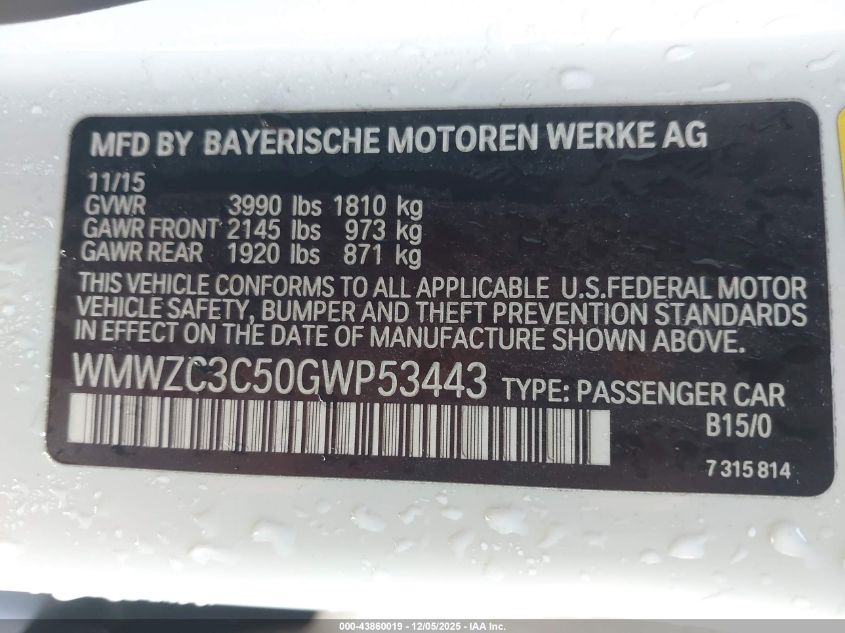 MFD BY BAYERISCHE MOTOREN WERKE AG
11/15
GVWR 3990 lbs 1810 kg
GAWR FRONT 2145 lbs 973 kg
GAWR REAR 1920 lbs 871 kg
THIS VEHICLE CONFORMS TO ALL APPLICABLE U.S.FEDERAL MOTOR
VEHICLE SAFETY, BUMPER AND THEFT PREVENTION STANDARDS
IN EFFECT ON THE DATE OF MANUFACTURE SHOWN ABOVE.
WMWZC3C50GWP53443 TYPE: PASSENGER CAR
B15/0
7 315 814
000-43860019 - 12/05/2025 - IAA Inc.